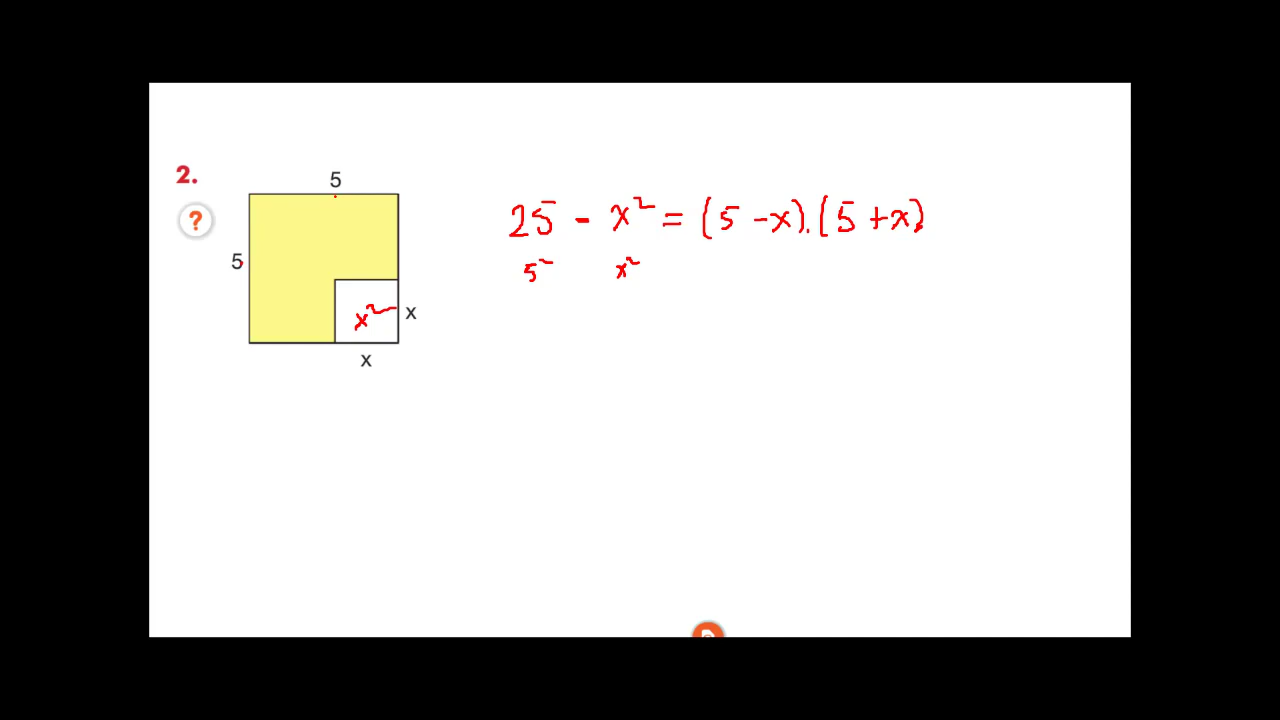 2.
5
?
25 - x² = (5 - x).(5 + x)
5
5² x²
x²
x
x